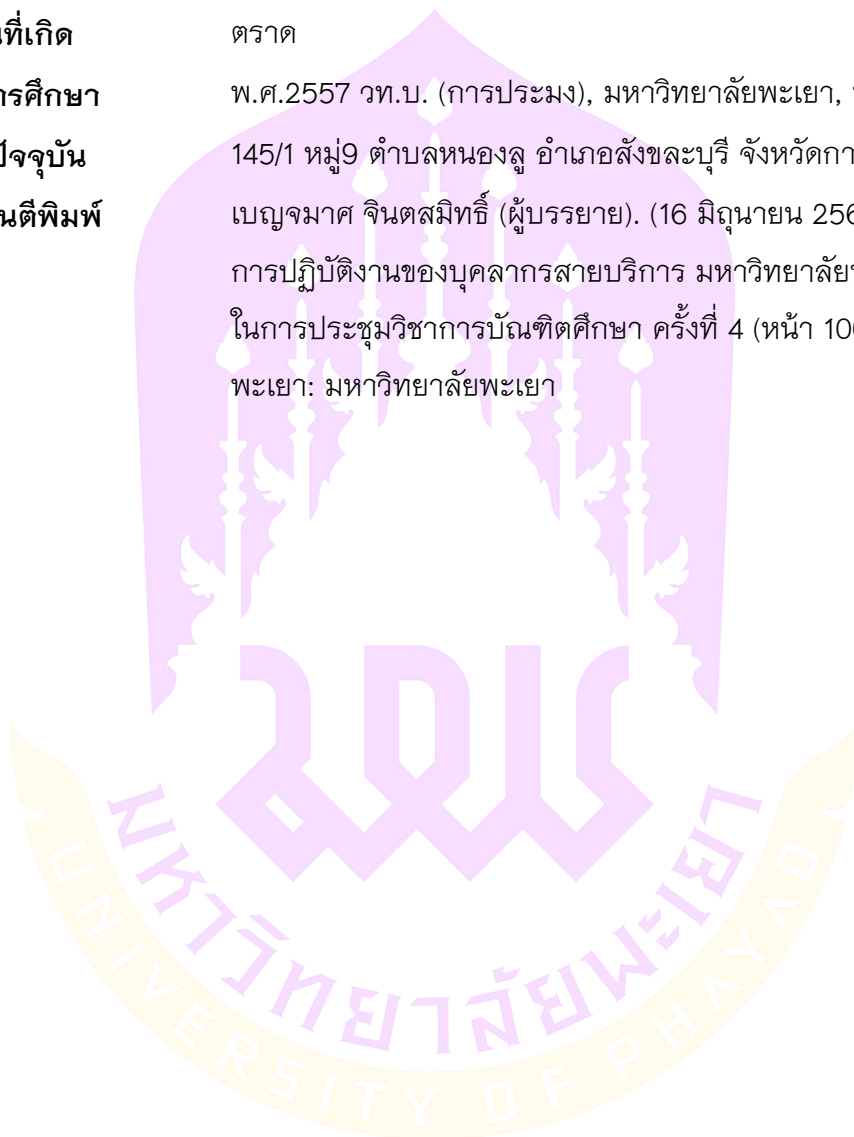 นที่เกิด ตราด
ารศึกษา พ.ศ.2557 วท.บ. (การประมง), มหาวิทยาลัยพะเยา,
ปัจจุบัน 145/1 หมู่9 ตำบลหนองลู อำเภอสังขละบุรี จังหวัดกา
นตีพิมพ์ เบญจมาศ จินตสมิทธิ์ (ผู้บรรยาย). (16 มิถุนายน 256
การปฏิบัติงานของบุคลากรสายบริการ มหาวิทยาลัย
ในการประชุมวิชาการบัณฑิตศึกษา ครั้งที่ 4 (หน้า 10
พะเยา: มหาวิทยาลัยพะเยา
มหาวิทยาลัยพะเยา
UNIVERSITY OF PHAYAO